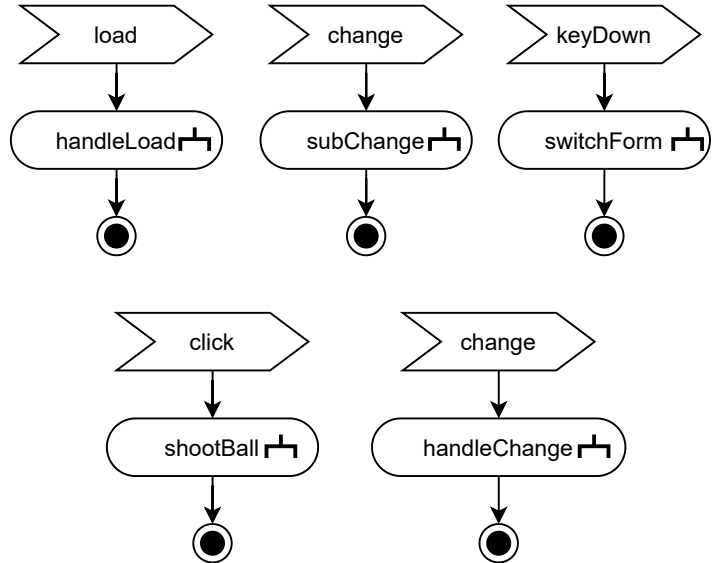 load
change
keyDown
handleLoad
subChange
switchForm
click
change
shootBall
handleChange